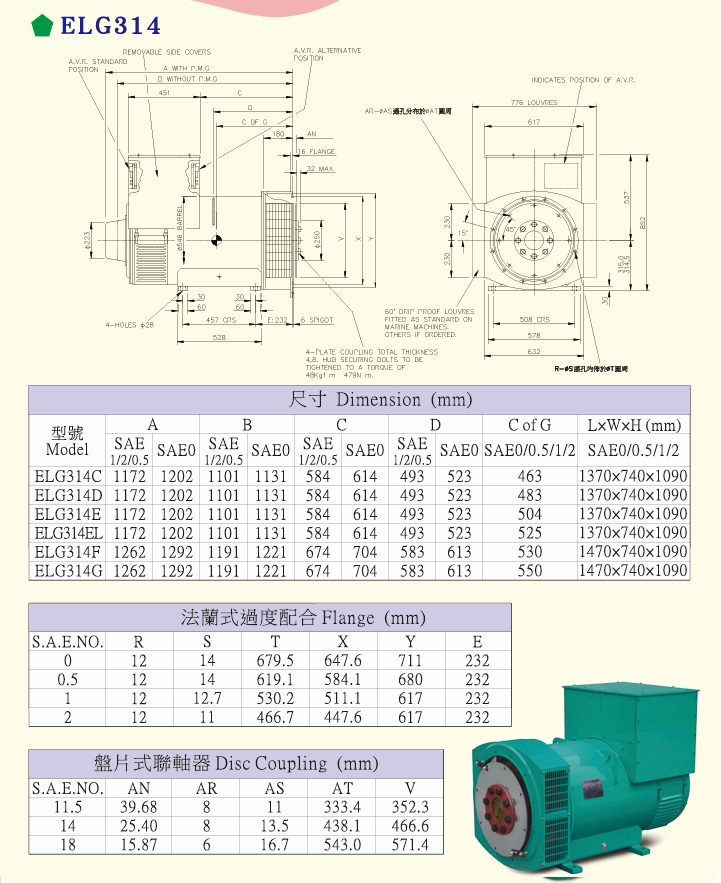 ELG314
REMOVABLE SIDE COVERS
A.V.R. STANDARD
POSITION
A.V.R. ALTERNATIVE
POSITION
A WITH P.M.G
B WITHOUT P.M.G
451
C
D
C OF G
180
AN
16 FLANGE
32 MAX
ϕ223
ϕ546 BARREL
ϕ250
V
X
Y
4-HOLES ϕ28
30
60
30
60
457 CRS
E:232
6 SPIGOT
528
4-PLATE COUPLING TOTAL THICKNESS
4,8. HUB SECURING BOLTS TO BE
TIGHTENED TO A TORQUE OF
48Kgf m 479N m.
INDICATES POSITION OF A.V.R.
776 LOUVRES
AR-ØAS通孔分布於ØAT圓周
617
537
852
230
230
15°
45°
315.0
314.5
30
60° DRIP PROOF LOUVRES
FITTED AS STANDARD ON
MARINE MACHINES.
OTHERS IF ORDERED.
508 CRS
578
632
R-ØS通孔均佈於ØT圓周
尺寸 Dimension (mm)
型號 Model A B C D C of G L×W×H (mm)
SAE 1/2/0.5 SAE0 SAE 1/2/0.5 SAE0 SAE 1/2/0.5 SAE0 SAE 1/2/0.5 SAE0 SAE0/0.5/1/2 SAE0/0.5/1/2
ELG314C 1172 1202 1101 1131 584 614 493 523 463 1370×740×1090
ELG314D 1172 1202 1101 1131 584 614 493 523 483 1370×740×1090
ELG314E 1172 1202 1101 1131 584 614 493 523 504 1370×740×1090
ELG314EL 1172 1202 1101 1131 584 614 493 523 525 1370×740×1090
ELG314F 1262 1292 1191 1221 674 704 583 613 530 1470×740×1090
ELG314G 1262 1292 1191 1221 674 704 583 613 550 1470×740×1090
法蘭式過度配合 Flange (mm)
S.A.E.NO. R S T X Y E
0 12 14 679.5 647.6 711 232
0.5 12 14 619.1 584.1 680 232
1 12 12.7 530.2 511.1 617 232
2 12 11 466.7 447.6 617 232
盤片式聯軸器 Disc Coupling (mm)
S.A.E.NO. AN AR AS AT V
11.5 39.68 8 11 333.4 352.3
14 25.40 8 13.5 438.1 466.6
18 15.87 6 16.7 543.0 571.4